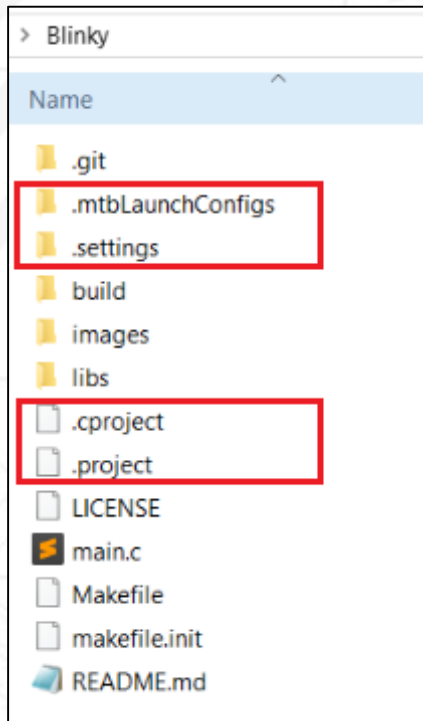 > Blinky
Name
.git
.mtbLaunchConfigs
.settings
build
images
libs
.cproject
.project
LICENSE
main.c
Makefile
makefile.init
README.md